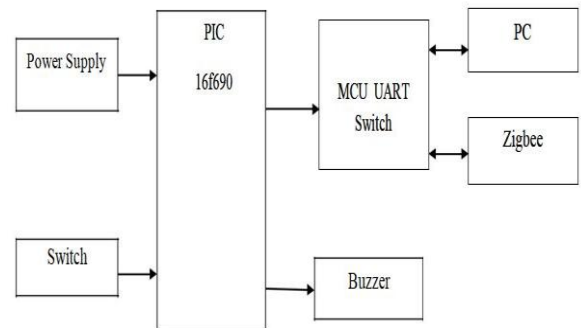 Power Supply
PIC
16f690
MCU UART
Switch
PC
Zigbee
Switch
Buzzer